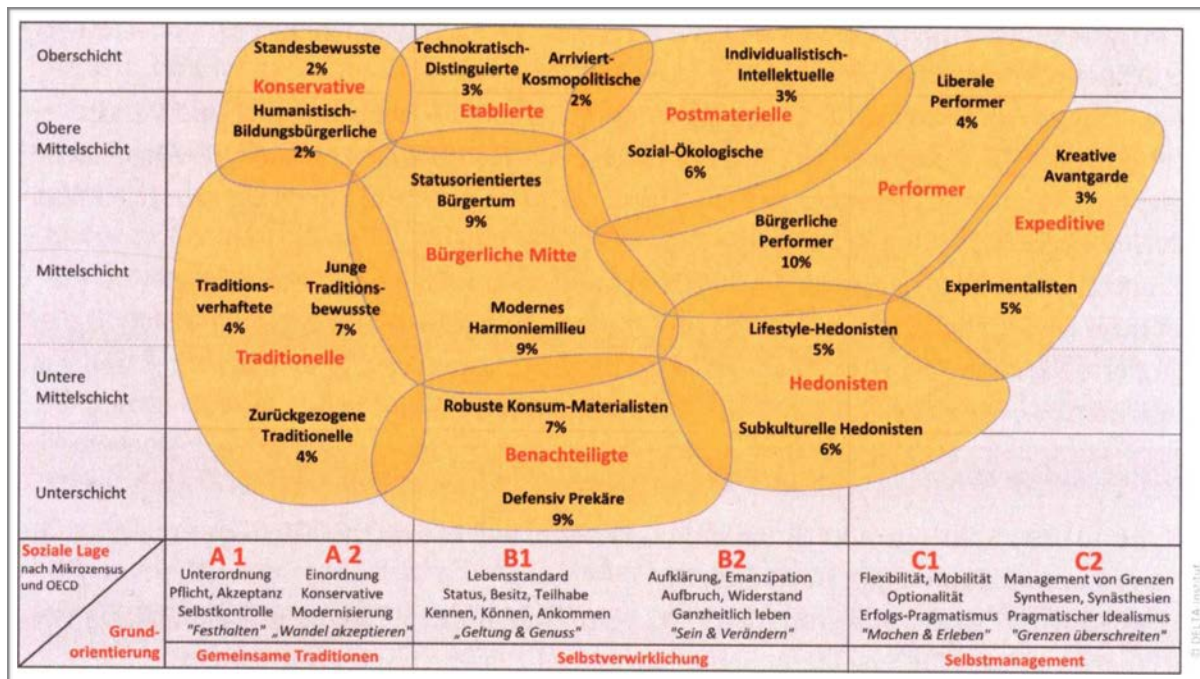 Oberschicht
Obere
Mittelschicht
Mittelschicht
Untere
Mittelschicht
Unterschicht
Standesbewusste
2%
Konservative
Humanistisch-
Bildungsbürgerliche
2%
Technokratisch-
Distinguierte
3%
Arriviert-
Kosmopolitische
2%
Etablierte
Individualistisch-
Intellektuelle
3%
Postmaterielle
Sozial-Ökologische
6%
Liberale
Performer
4%
Performer
Bürgerliche
Performer
10%
Kreative
Avantgarde
3%
Expeditive
Experimentalisten
5%
Statusorientiertes
Bürgertum
9%
Bürgerliche Mitte
Modernes
Harmoniemilieu
9%
Traditions-
verhaftete
4%
Junge
Traditions-
bewusste
7%
Traditionelle
Zurückgezogene
Traditionelle
4%
Lifestyle-Hedonisten
5%
Hedonisten
Subkulturelle Hedonisten
6%
Robuste Konsum-Materialisten
7%
Benachteiligte
Defensiv Prekäre
9%
Soziale Lage
nach Mikrozensus
und OECD
Grund-
orientierung
A 1
Unterordnung
Pflicht, Akzeptanz
Selbstkontrolle
"Festhalten"
A 2
Einordnung
Konservative
Modernisierung
„Wandel akzeptieren"
B1
Lebensstandard
Status, Besitz, Teilhabe
Kennen, Können, Ankommen
„Geltung & Genuss"
B2
Aufklärung, Emanzipation
Aufbruch, Widerstand
Ganzheitlich leben
"Sein & Verändern"
C1
Flexibilität, Mobilität
Optionalität
Erfolgs-Pragmatismus
"Machen & Erleben"
C2
Management von Grenzen
Synthesen, Synästhesien
Pragmatischer Idealismus
"Grenzen überschreiten"
Gemeinsame Traditionen
Selbstverwirklichung
Selbstmanagement
© DELTA Institut